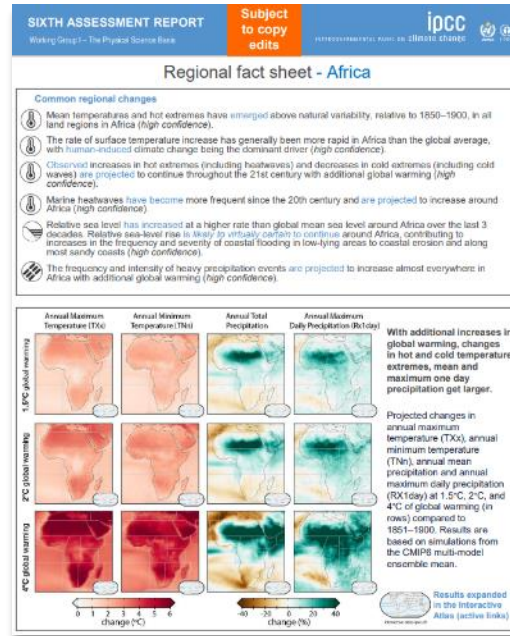 SIXTH ASSESSMENT REPORT
Working Group I – The Physical Science Basis
Subject
to copy
edits
ipcc
INTERGOVERNMENTAL PANEL ON climate change
Regional fact sheet - Africa
Common regional changes
Mean temperatures and hot extremes have emerged above natural variability, relative to 1850–1900, in all
land regions in Africa (high confidence).
The rate of surface temperature increase has generally been more rapid in Africa than the global average,
with human-induced climate change being the dominant driver (high confidence).
Observed increases in hot extremes (including heatwaves) and decreases in cold extremes (including cold
waves) are projected to continue throughout the 21st century with additional global warming (high
confidence).
Marine heatwaves have become more frequent since the 20th century and are projected to increase around
Africa (high confidence).
Relative sea level has increased at a higher rate than global mean sea level around Africa over the last 3
decades. Relative sea-level rise is likely to virtually certain to continue around Africa, contributing to
increases in the frequency and severity of coastal flooding in low-lying areas to coastal erosion and along
most sandy coasts (high confidence).
The frequency and intensity of heavy precipitation events are projected to increase almost everywhere in
Africa with additional global warming (high confidence).
Annual Maximum
Temperature (TXx)
Annual Minimum
Temperature (TNn)
Annual Total
Precipitation
Annual Maximum
Daily Precipitation (Rx1day)
1.5°C global warming
2°C global warming
4°C global warming
0 1 2 3 4 5 6
change (°C)
-40 -20 0 20 40
change (%)
With additional increases in
global warming, changes
in hot and cold temperature
extremes, mean and
maximum one day
precipitation get larger.
Projected changes in
annual maximum
temperature (TXx), annual
minimum temperature
(TNn), annual mean
precipitation and annual
maximum daily precipitation
(RX1day) at 1.5°C, 2°C, and
4°C of global warming (in
rows) compared to
1851–1900. Results are
based on simulations from
the CMIP6 multi-model
ensemble mean.
Results expanded
in the Interactive
Atlas (active links)